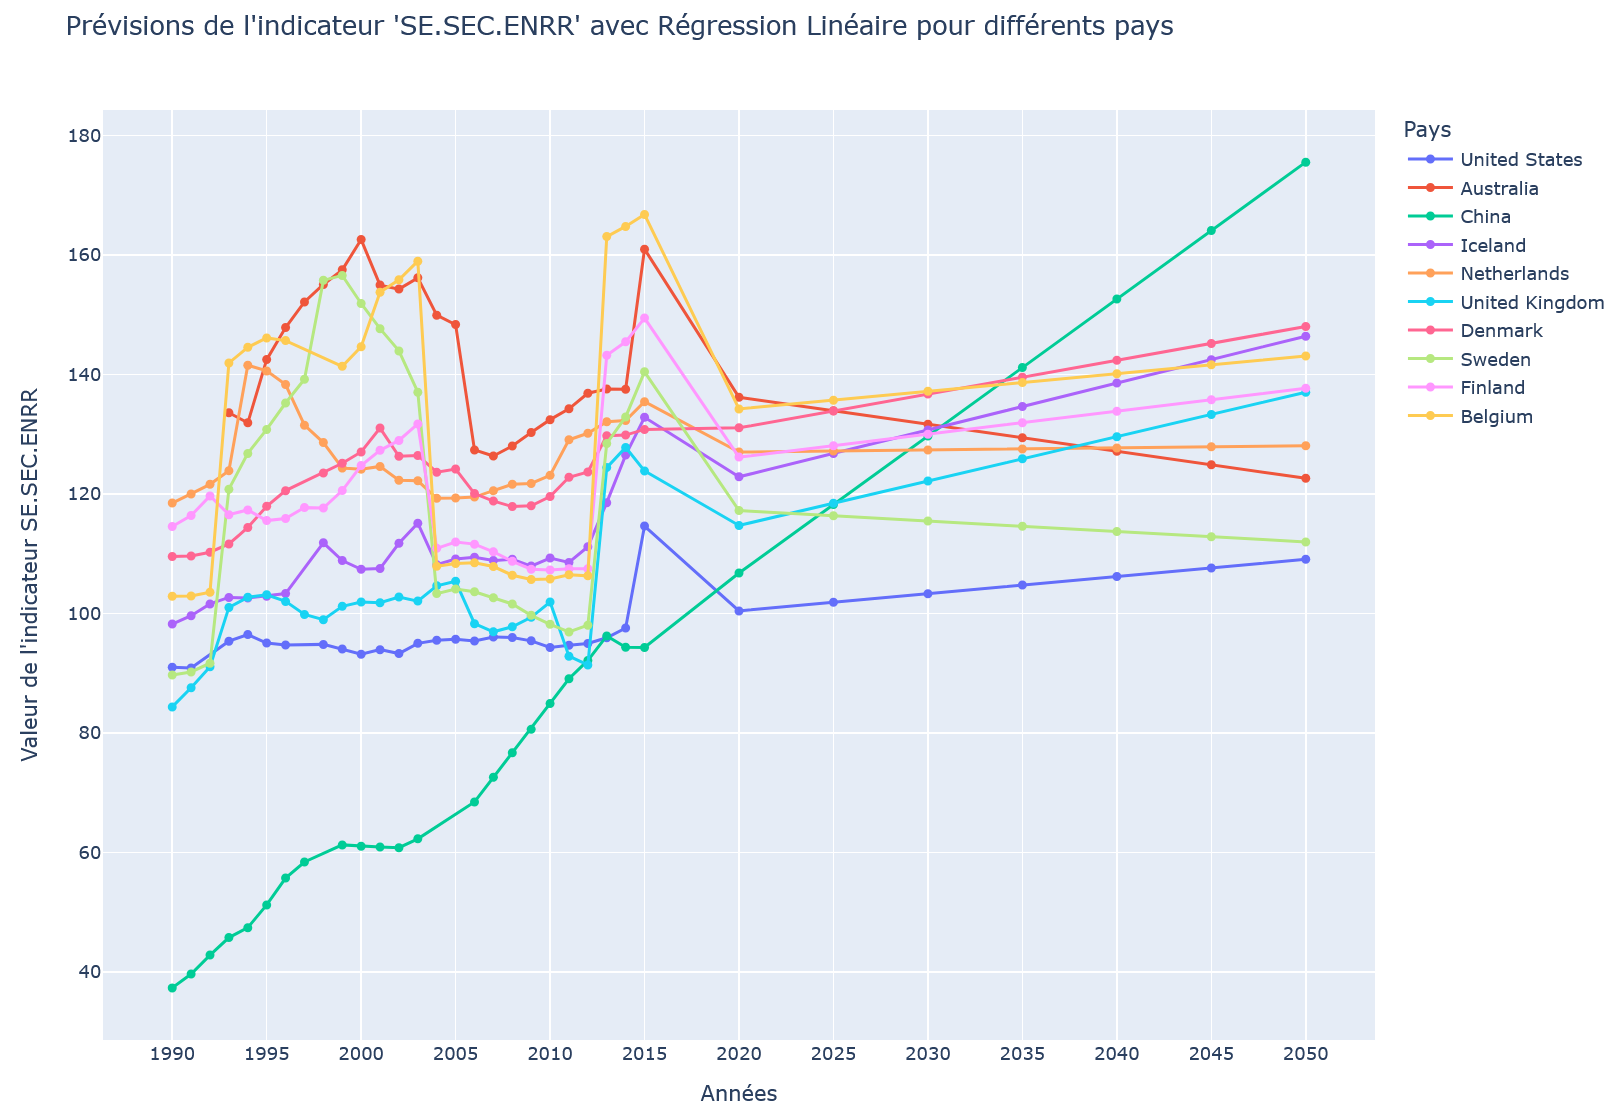 Prévisions de l'indicateur 'SE.SEC.ENRR' avec Régression Linéaire pour différents pays
Valeur de l'indicateur SE.SEC.ENRR
180
160
140
120
100
80
60
40
1990 1995 2000 2005 2010 2015 2020 2025 2030 2035 2040 2045 2050
Années
Pays
United States
Australia
China
Iceland
Netherlands
United Kingdom
Denmark
Sweden
Finland
Belgium